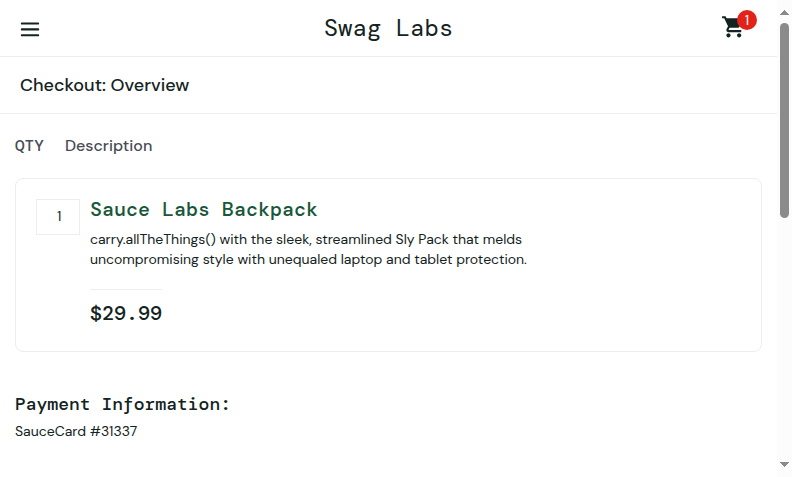 Swag Labs
1
Checkout: Overview
QTY Description
1
Sauce Labs Backpack
carry.allTheThings() with the sleek, streamlined Sly Pack that melds
uncompromising style with unequaled laptop and tablet protection.
$29.99
Payment Information:
SauceCard #31337